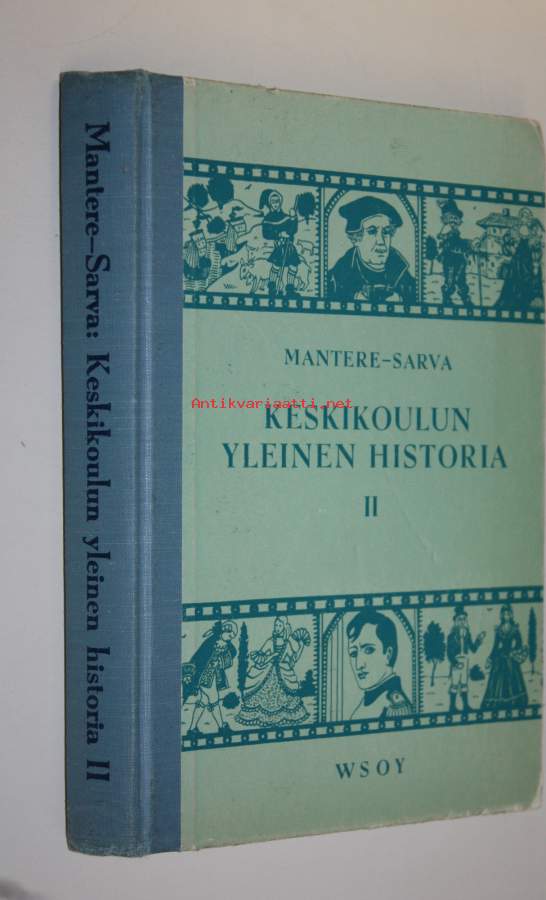 Mantere–Sarva: Keskikoulun yleinen historia II
MANTERE-SARVA
Antikvariaatti.net
KESKIKOULUN
YLEINEN HISTORIA
II
WSOY